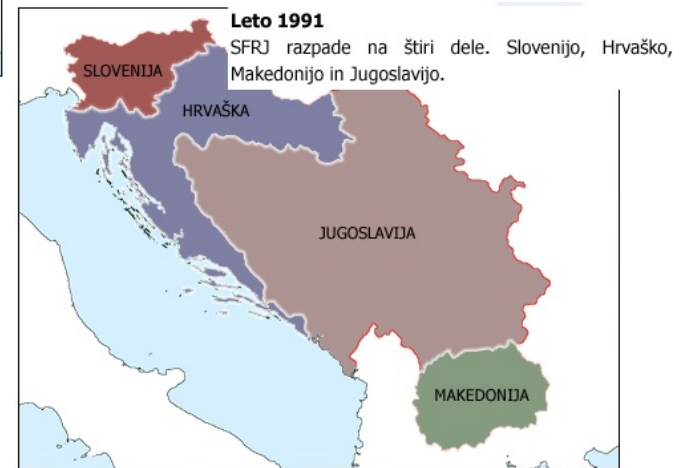 Leto 1991
SFRJ razpade na štiri dele. Slovenijo, Hrvaško,
Makedonijo in Jugoslavijo.
SLOVENIJA
HRVAŠKA
JUGOSLAVIJA
MAKEDONIJA